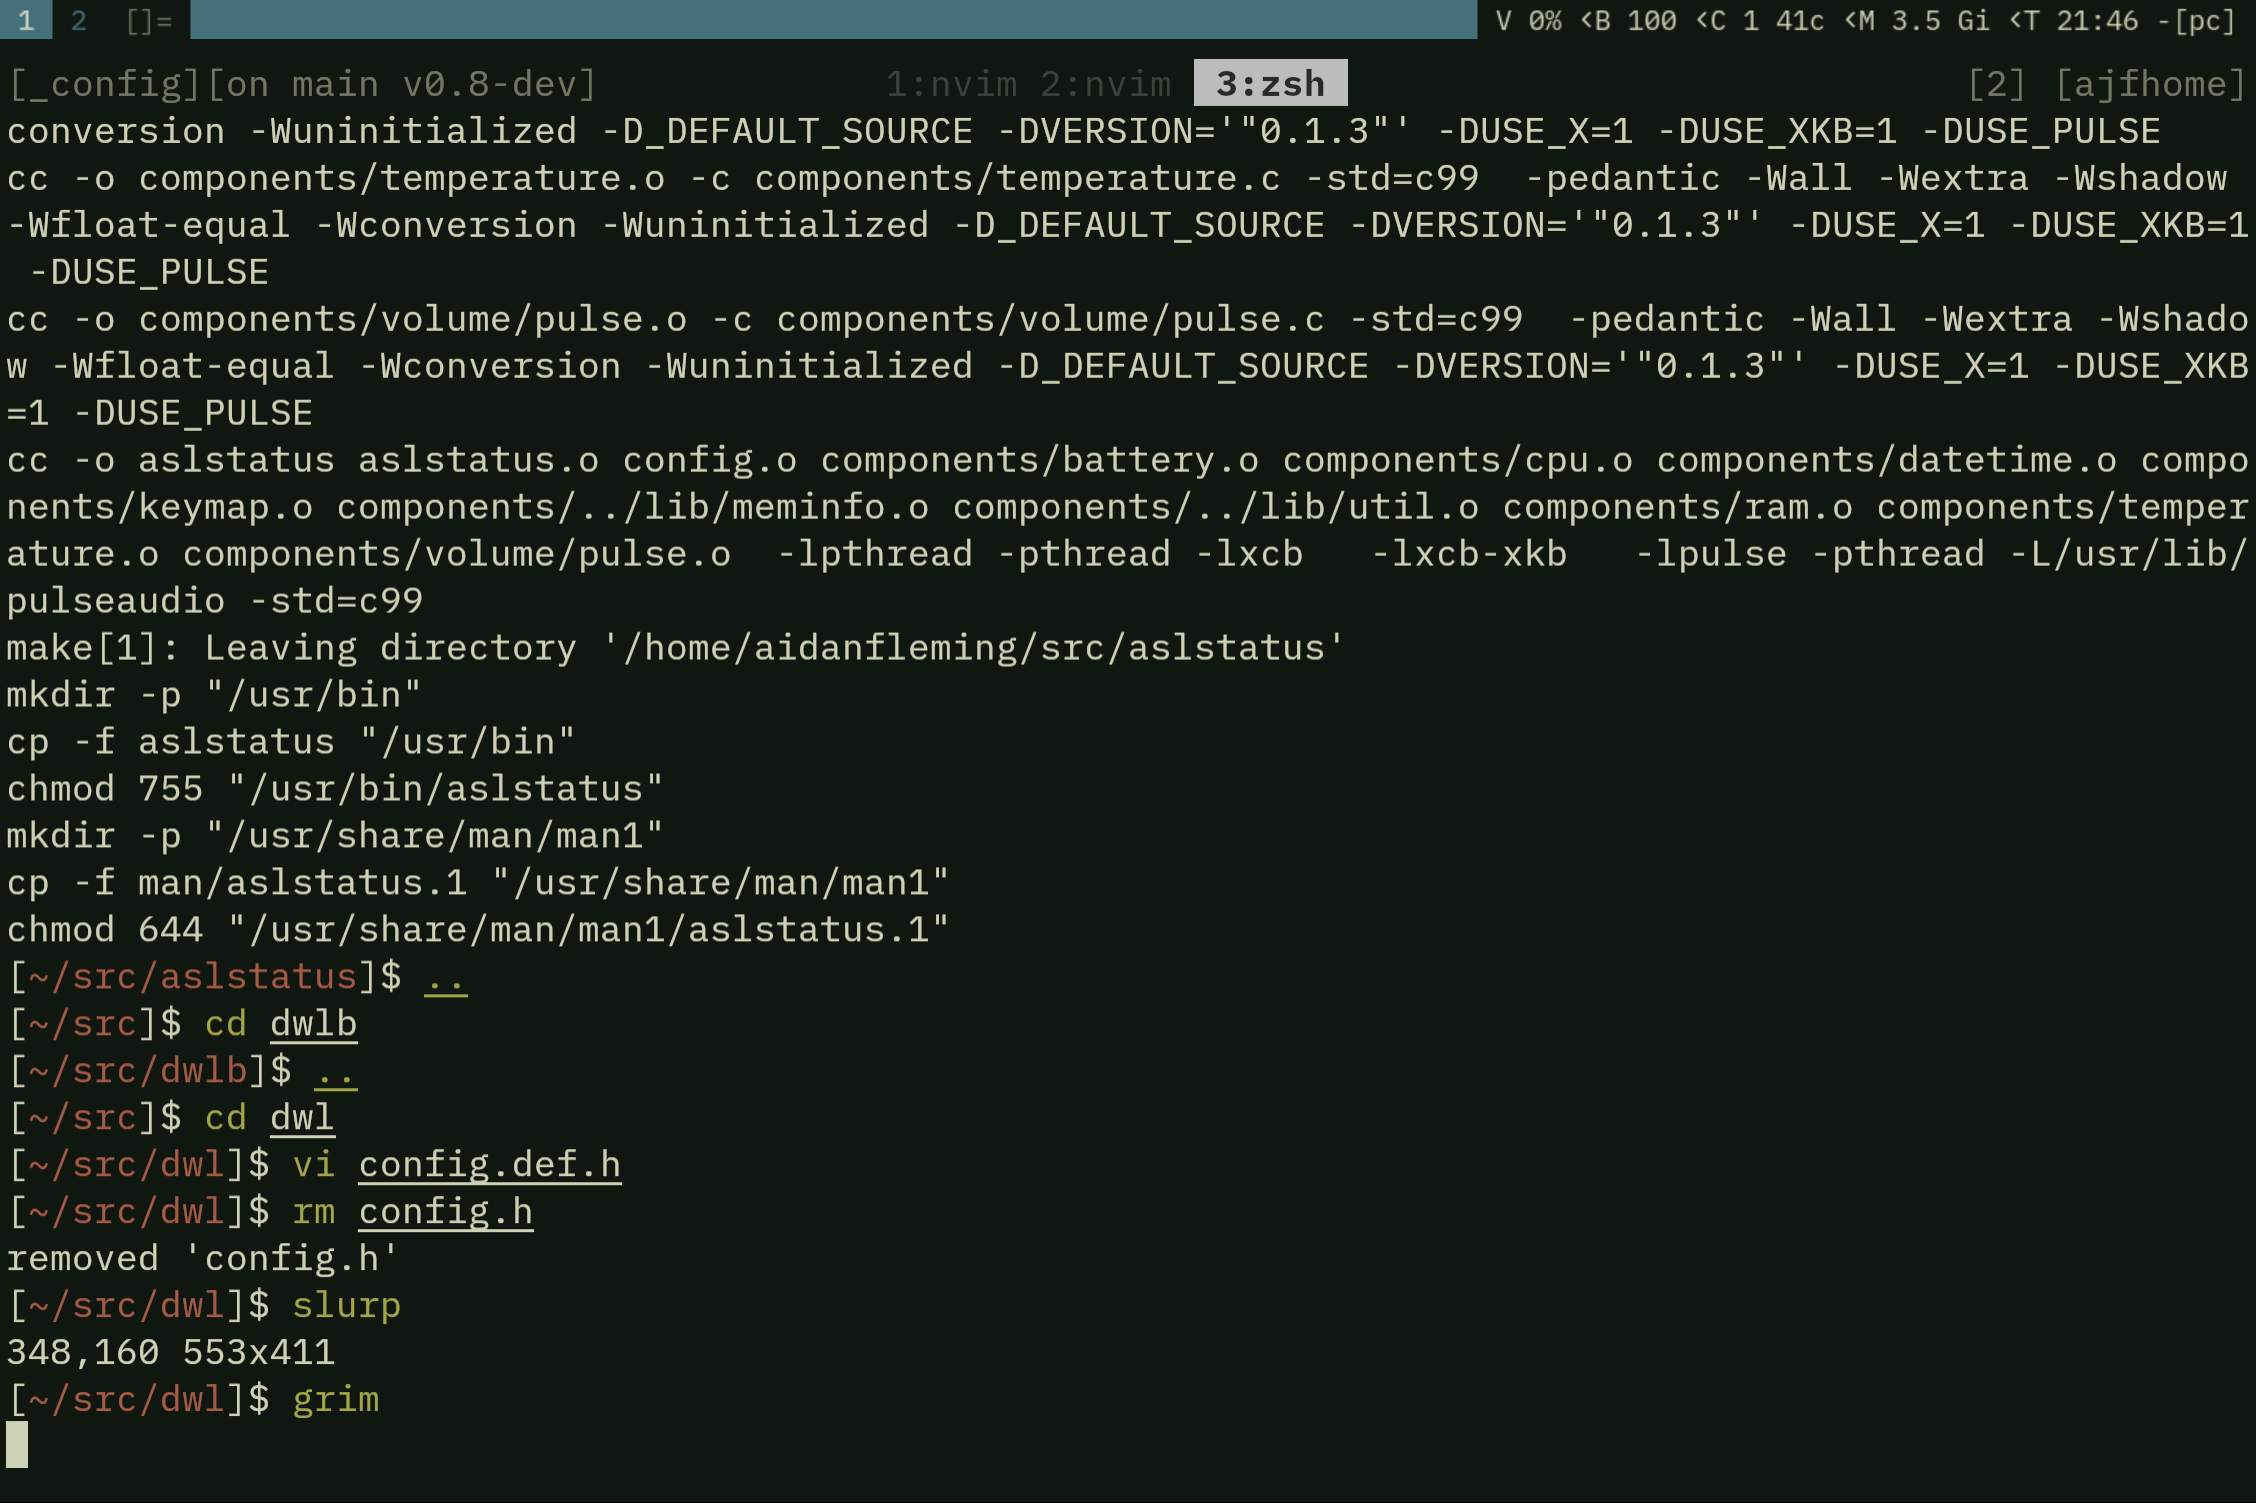 1 2 []= V 0% <B 100 <C 1 41c <M 3.5 Gi <T 21:46 -[pc]
[_config][on main v0.8-dev] 1:nvim 2:nvim 3:zsh [2] [ajfhome]
conversion -Wuninitialized -D_DEFAULT_SOURCE -DVERSION='"0.1.3"' -DUSE_X=1 -DUSE_XKB=1 -DUSE_PULSE
cc -o components/temperature.o -c components/temperature.c -std=c99  -pedantic -Wall -Wextra -Wshadow
-Wfloat-equal -Wconversion -Wuninitialized -D_DEFAULT_SOURCE -DVERSION='"0.1.3"' -DUSE_X=1 -DUSE_XKB=1
 -DUSE_PULSE
cc -o components/volume/pulse.o -c components/volume/pulse.c -std=c99  -pedantic -Wall -Wextra -Wshado
w -Wfloat-equal -Wconversion -Wuninitialized -D_DEFAULT_SOURCE -DVERSION='"0.1.3"' -DUSE_X=1 -DUSE_XKB
=1 -DUSE_PULSE
cc -o aslstatus aslstatus.o config.o components/battery.o components/cpu.o components/datetime.o compo
nents/keymap.o components/../lib/meminfo.o components/../lib/util.o components/ram.o components/temper
ature.o components/volume/pulse.o  -lpthread -pthread -lxcb   -lxcb-xkb   -lpulse -pthread -L/usr/lib/
pulseaudio -std=c99
make[1]: Leaving directory '/home/aidanfleming/src/aslstatus'
mkdir -p "/usr/bin"
cp -f aslstatus "/usr/bin"
chmod 755 "/usr/bin/aslstatus"
mkdir -p "/usr/share/man/man1"
cp -f man/aslstatus.1 "/usr/share/man/man1"
chmod 644 "/usr/share/man/man1/aslstatus.1"
[~/src/aslstatus]$ ..
[~/src]$ cd dwlb
[~/src/dwlb]$ ..
[~/src]$ cd dwl
[~/src/dwl]$ vi config.def.h
[~/src/dwl]$ rm config.h
removed 'config.h'
[~/src/dwl]$ slurp
348,160 553x411
[~/src/dwl]$ grim